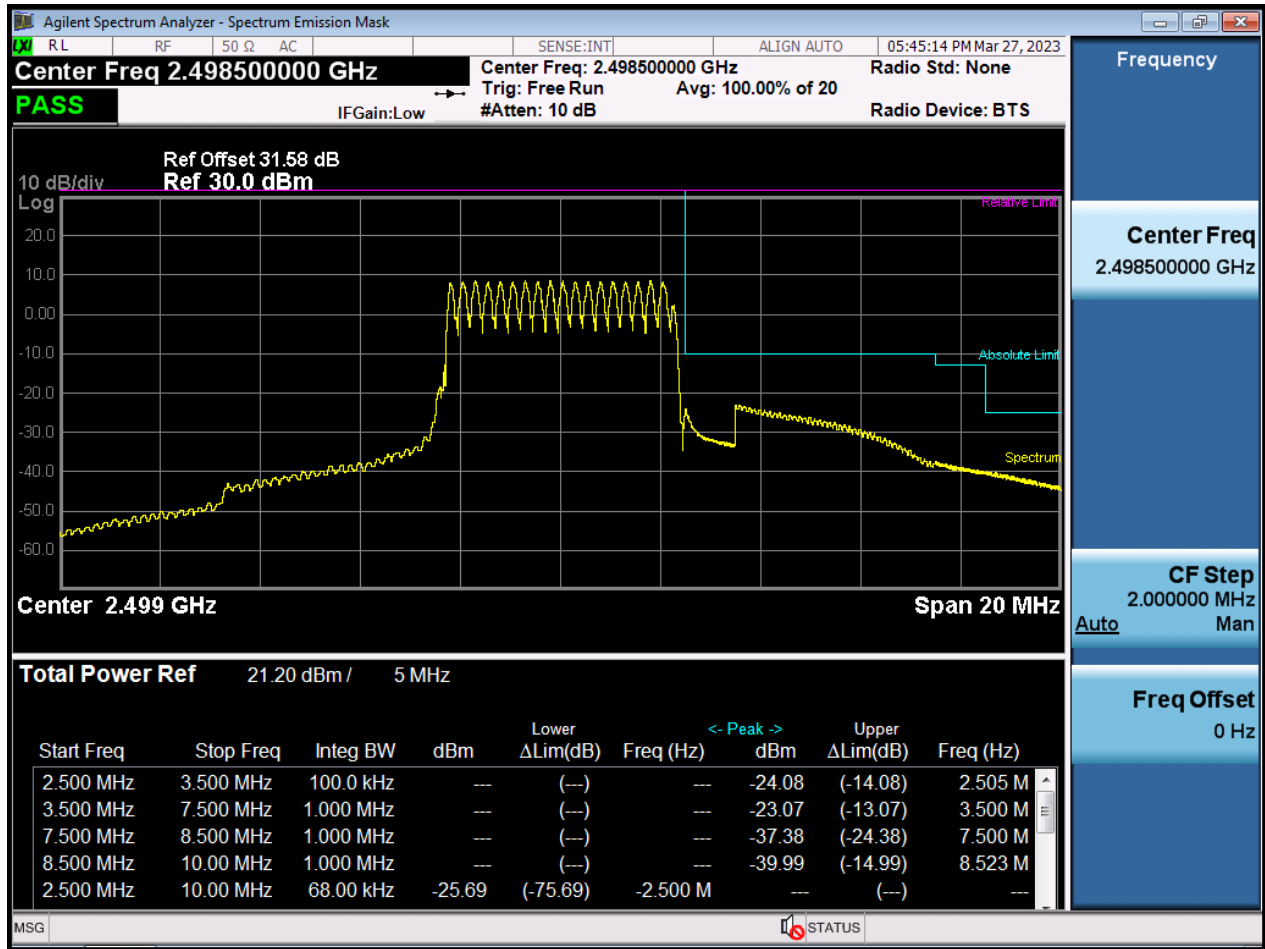 Agilent Spectrum Analyzer - Spectrum Emission Mask
LXI RL RF 50 Ω AC SENSE:INT ALIGN AUTO 05:45:14 PM Mar 27, 2023
Center Freq 2.498500000 GHz Center Freq: 2.498500000 GHz Radio Std: None
Trig: Free Run Avg: 100.00% of 20
PASS IFGain:Low #Atten: 10 dB Radio Device: BTS
Ref Offset 31.58 dB
10 dB/div Ref 30.0 dBm
Log
Relative Limit
20.0
10.0
0.00
-10.0
Absolute Limit
-20.0
-30.0
Spectrum
-40.0
-50.0
-60.0
Center 2.499 GHz Span 20 MHz
Total Power Ref 21.20 dBm / 5 MHz
Lower <- Peak -> Upper
Start Freq Stop Freq Integ BW dBm ΔLim(dB) Freq (Hz) dBm ΔLim(dB) Freq (Hz)
2.500 MHz 3.500 MHz 100.0 kHz --- (---) --- -24.08 (-14.08) 2.505 M
3.500 MHz 7.500 MHz 1.000 MHz --- (---) --- -23.07 (-13.07) 3.500 M
7.500 MHz 8.500 MHz 1.000 MHz --- (---) --- -37.38 (-24.38) 7.500 M
8.500 MHz 10.00 MHz 1.000 MHz --- (---) --- -39.99 (-14.99) 8.523 M
2.500 MHz 10.00 MHz 68.00 kHz -25.69 (-75.69) -2.500 M --- (---) ---
MSG STATUS
Frequency
Center Freq
2.498500000 GHz
CF Step
2.000000 MHz
Auto Man
Freq Offset
0 Hz